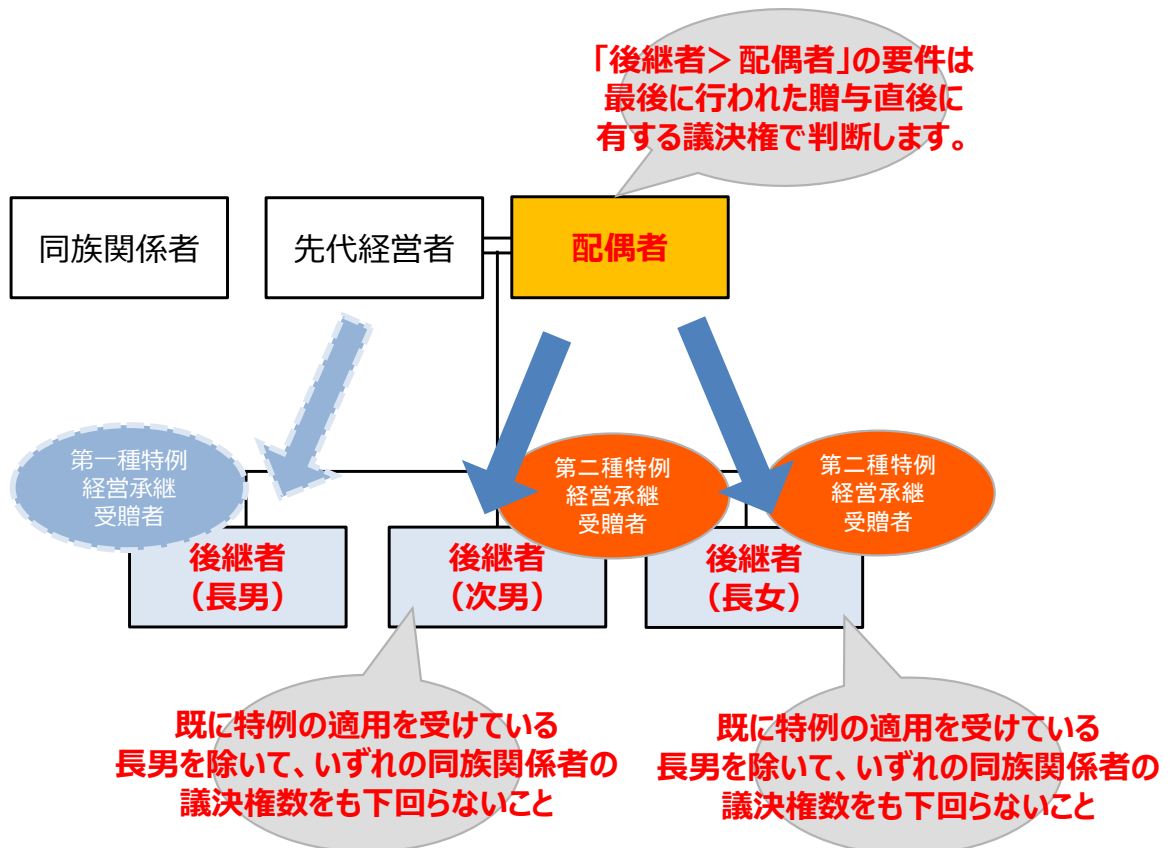 「後継者＞配偶者」の要件は
最後に行われた贈与直後に
有する議決権で判断します。
同族関係者
先代経営者
配偶者
第一種特例
経営承継
受贈者
第二種特例
経営承継
受贈者
第二種特例
経営承継
受贈者
後継者
（長男）
後継者
（次男）
後継者
（長女）
既に特例の適用を受けている
長男を除いて、いずれの同族関係者の
議決権数をも下回らないこと
既に特例の適用を受けている
長男を除いて、いずれの同族関係者の
議決権数をも下回らないこと